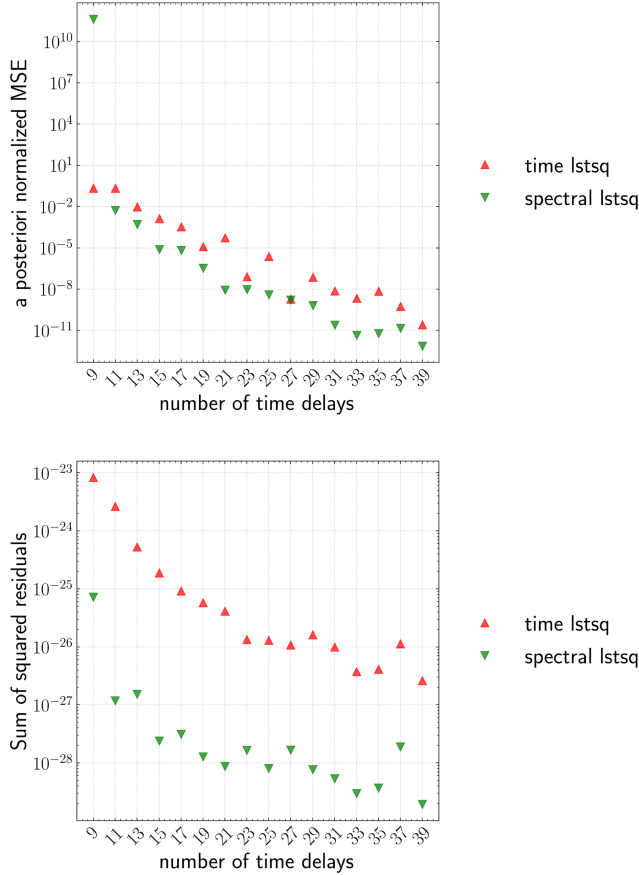 a posteriori normalized MSE
10^10
10^7
10^4
10^1
10^−2
10^−5
10^−8
10^−11
9 11 13 15 17 19 21 23 25 27 29 31 33 35 37 39
number of time delays
time lstsq
spectral lstsq
Sum of squared residuals
10^−23
10^−24
10^−25
10^−26
10^−27
10^−28
9 11 13 15 17 19 21 23 25 27 29 31 33 35 37 39
number of time delays
time lstsq
spectral lstsq